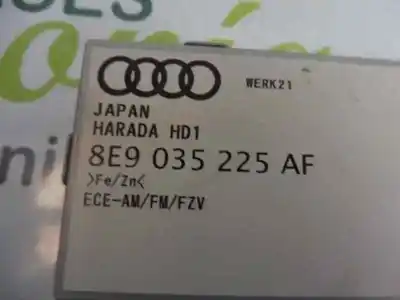 WERK21
JAPAN
HARADA HD1
8E9 035 225 AF
>Fe/Zn<
ECE-AM/FM/FZV